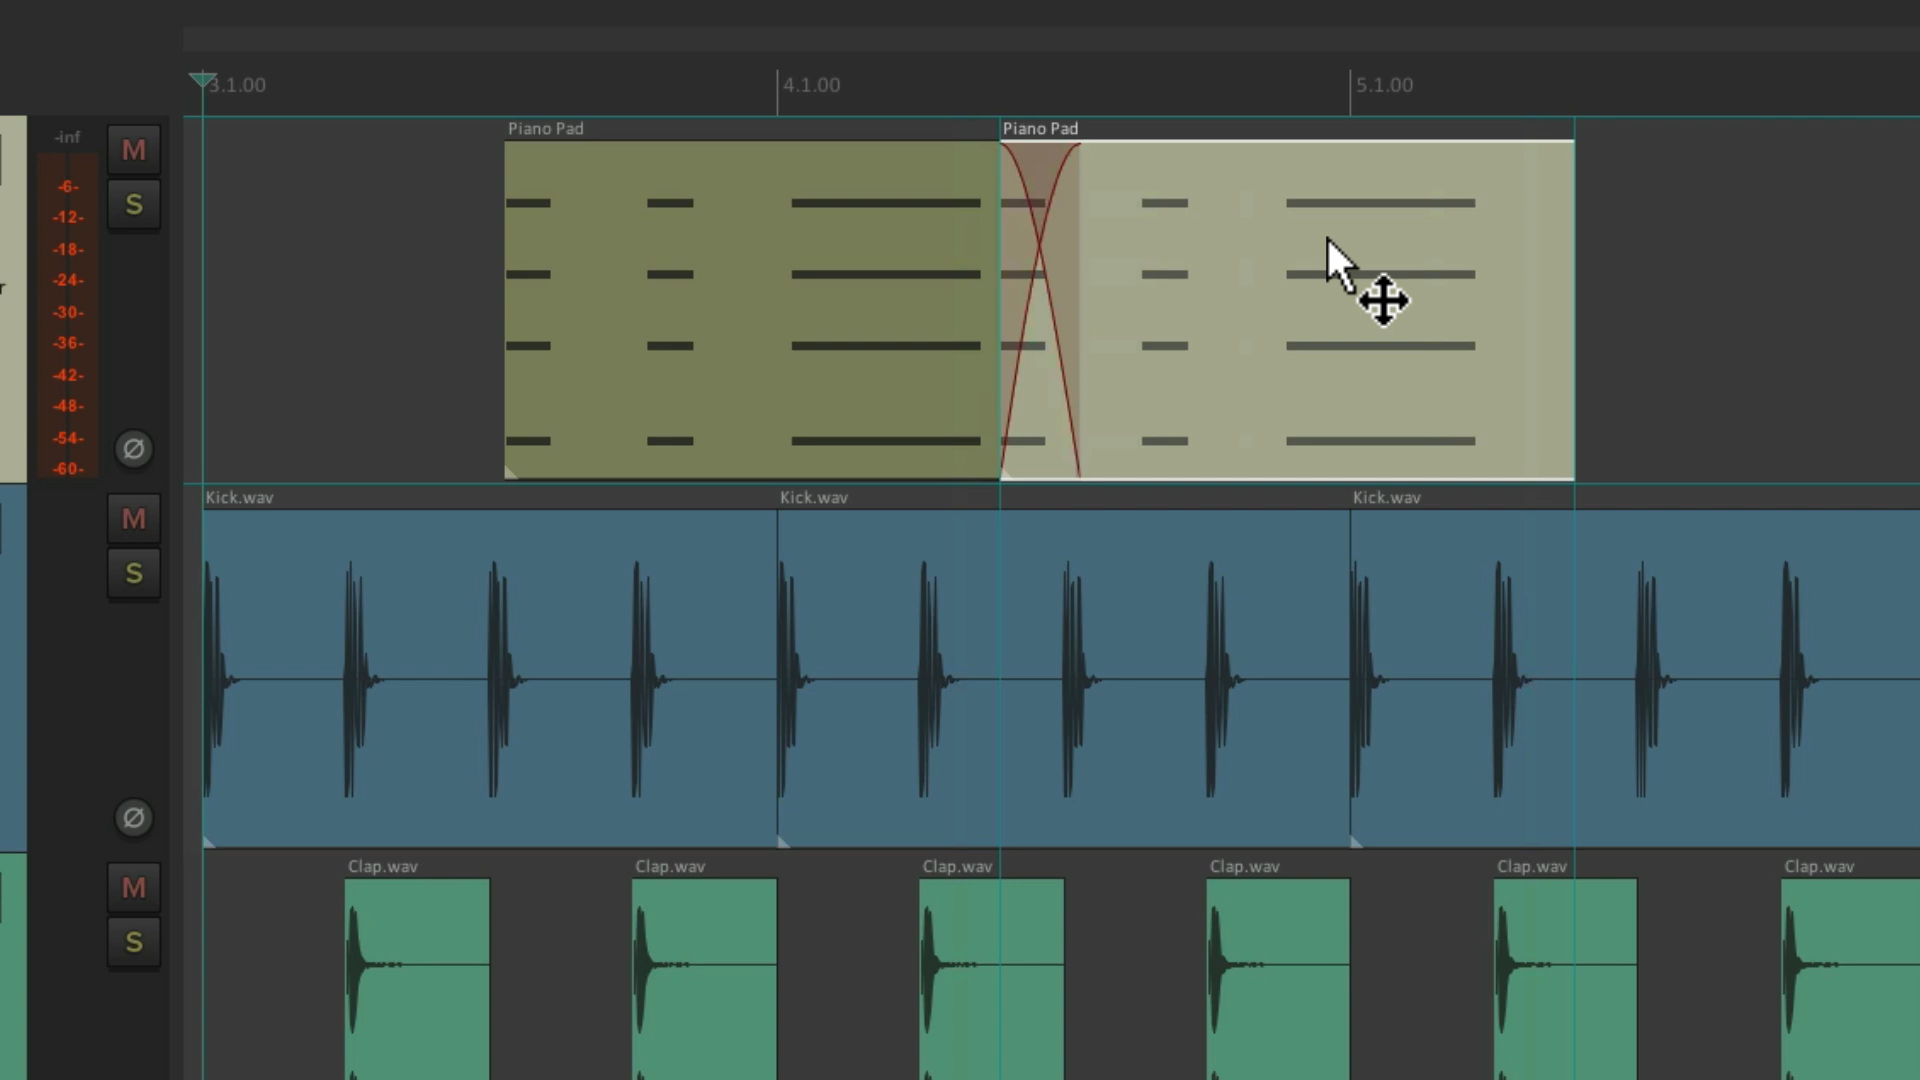 3.1.00
4.1.00
5.1.00
-inf
-6-
-12-
-18-
-24-
-30-
-36-
-42-
-48-
-54-
-60-
M
S
Ø
Piano Pad
Piano Pad
r
M
S
Ø
Kick.wav
Kick.wav
Kick.wav
M
S
Clap.wav
Clap.wav
Clap.wav
Clap.wav
Clap.wav
Clap.wav